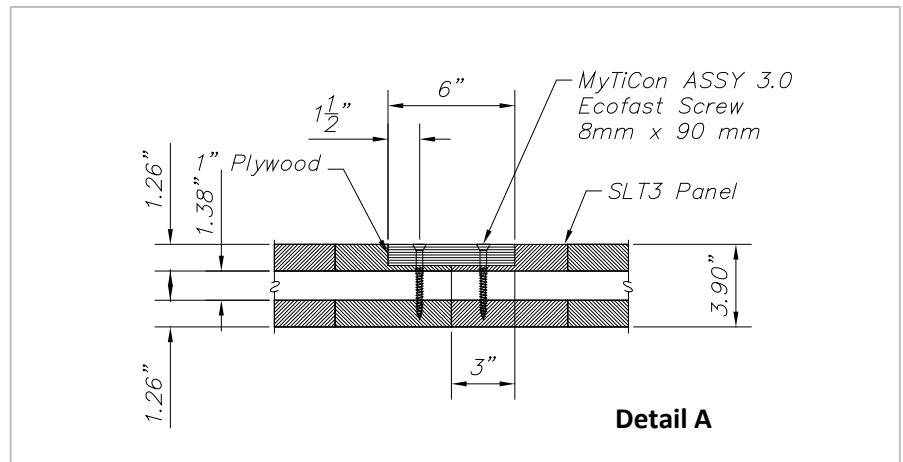 6”
1 1/2”
MyTiCon ASSY 3.0
Ecofast Screw
8mm x 90 mm
1” Plywood
SLT3 Panel
1.26”
1.38”
3.90”
1.26”
3”
Detail A